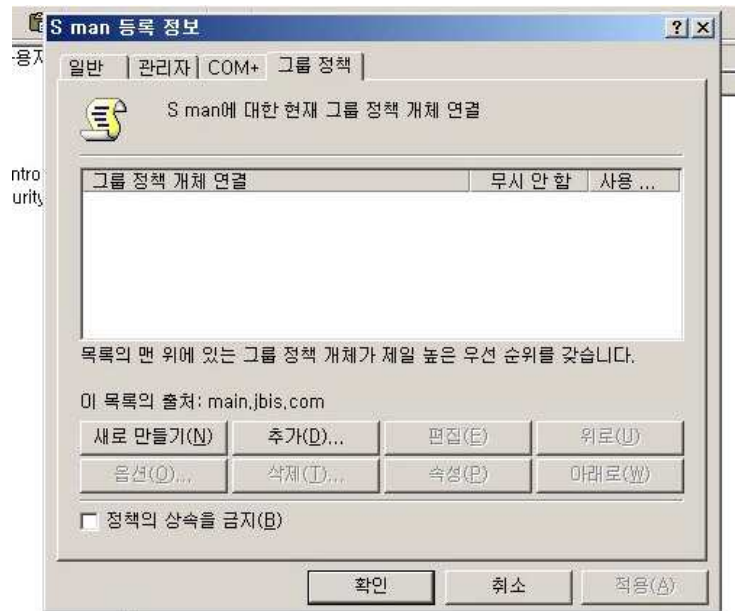 S man 등록 정보
일반 관리자 COM+ 그룹 정책
S man에 대한 현재 그룹 정책 개체 연결
그룹 정책 개체 연결 무시 안 함 사용 ...
목록의 맨 위에 있는 그룹 정책 개체가 제일 높은 우선 순위를 갖습니다.
이 목록의 출처: main.jbis.com
새로 만들기(N) 추가(D)... 편집(E) 위로(U)
옵션(O)... 삭제(T)... 속성(P) 아래로(W)
정책의 상속을 금지(B)
확인 취소 적용(A)